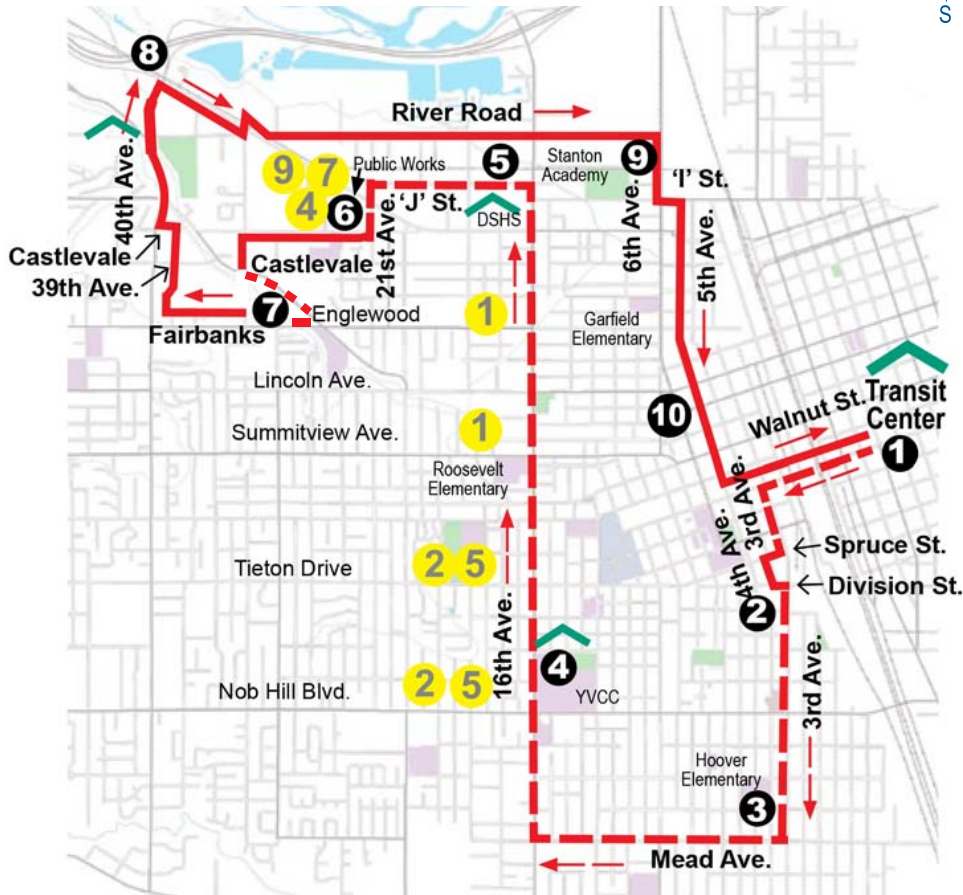 S
8
River Road
40th Ave.
9
7
Public Works
5
Stanton
Academy
9
'I' St.
4
6
'J' St.
DSHS
21st Ave.
6th Ave.
5th Ave.
Castlevale
39th Ave.
Castlevale
7
Englewood
1
Fairbanks
Garfield
Elementary
Lincoln Ave.
10
Walnut St.
Transit
Center
Summitview Ave.
1
1
Roosevelt
Elementary
3rd Ave.
4th Ave.
Spruce St.
Tieton Drive
2
5
Division St.
2
16th Ave.
4
YVCC
Nob Hill Blvd.
2
5
3rd Ave.
Hoover
Elementary
3
Mead Ave.